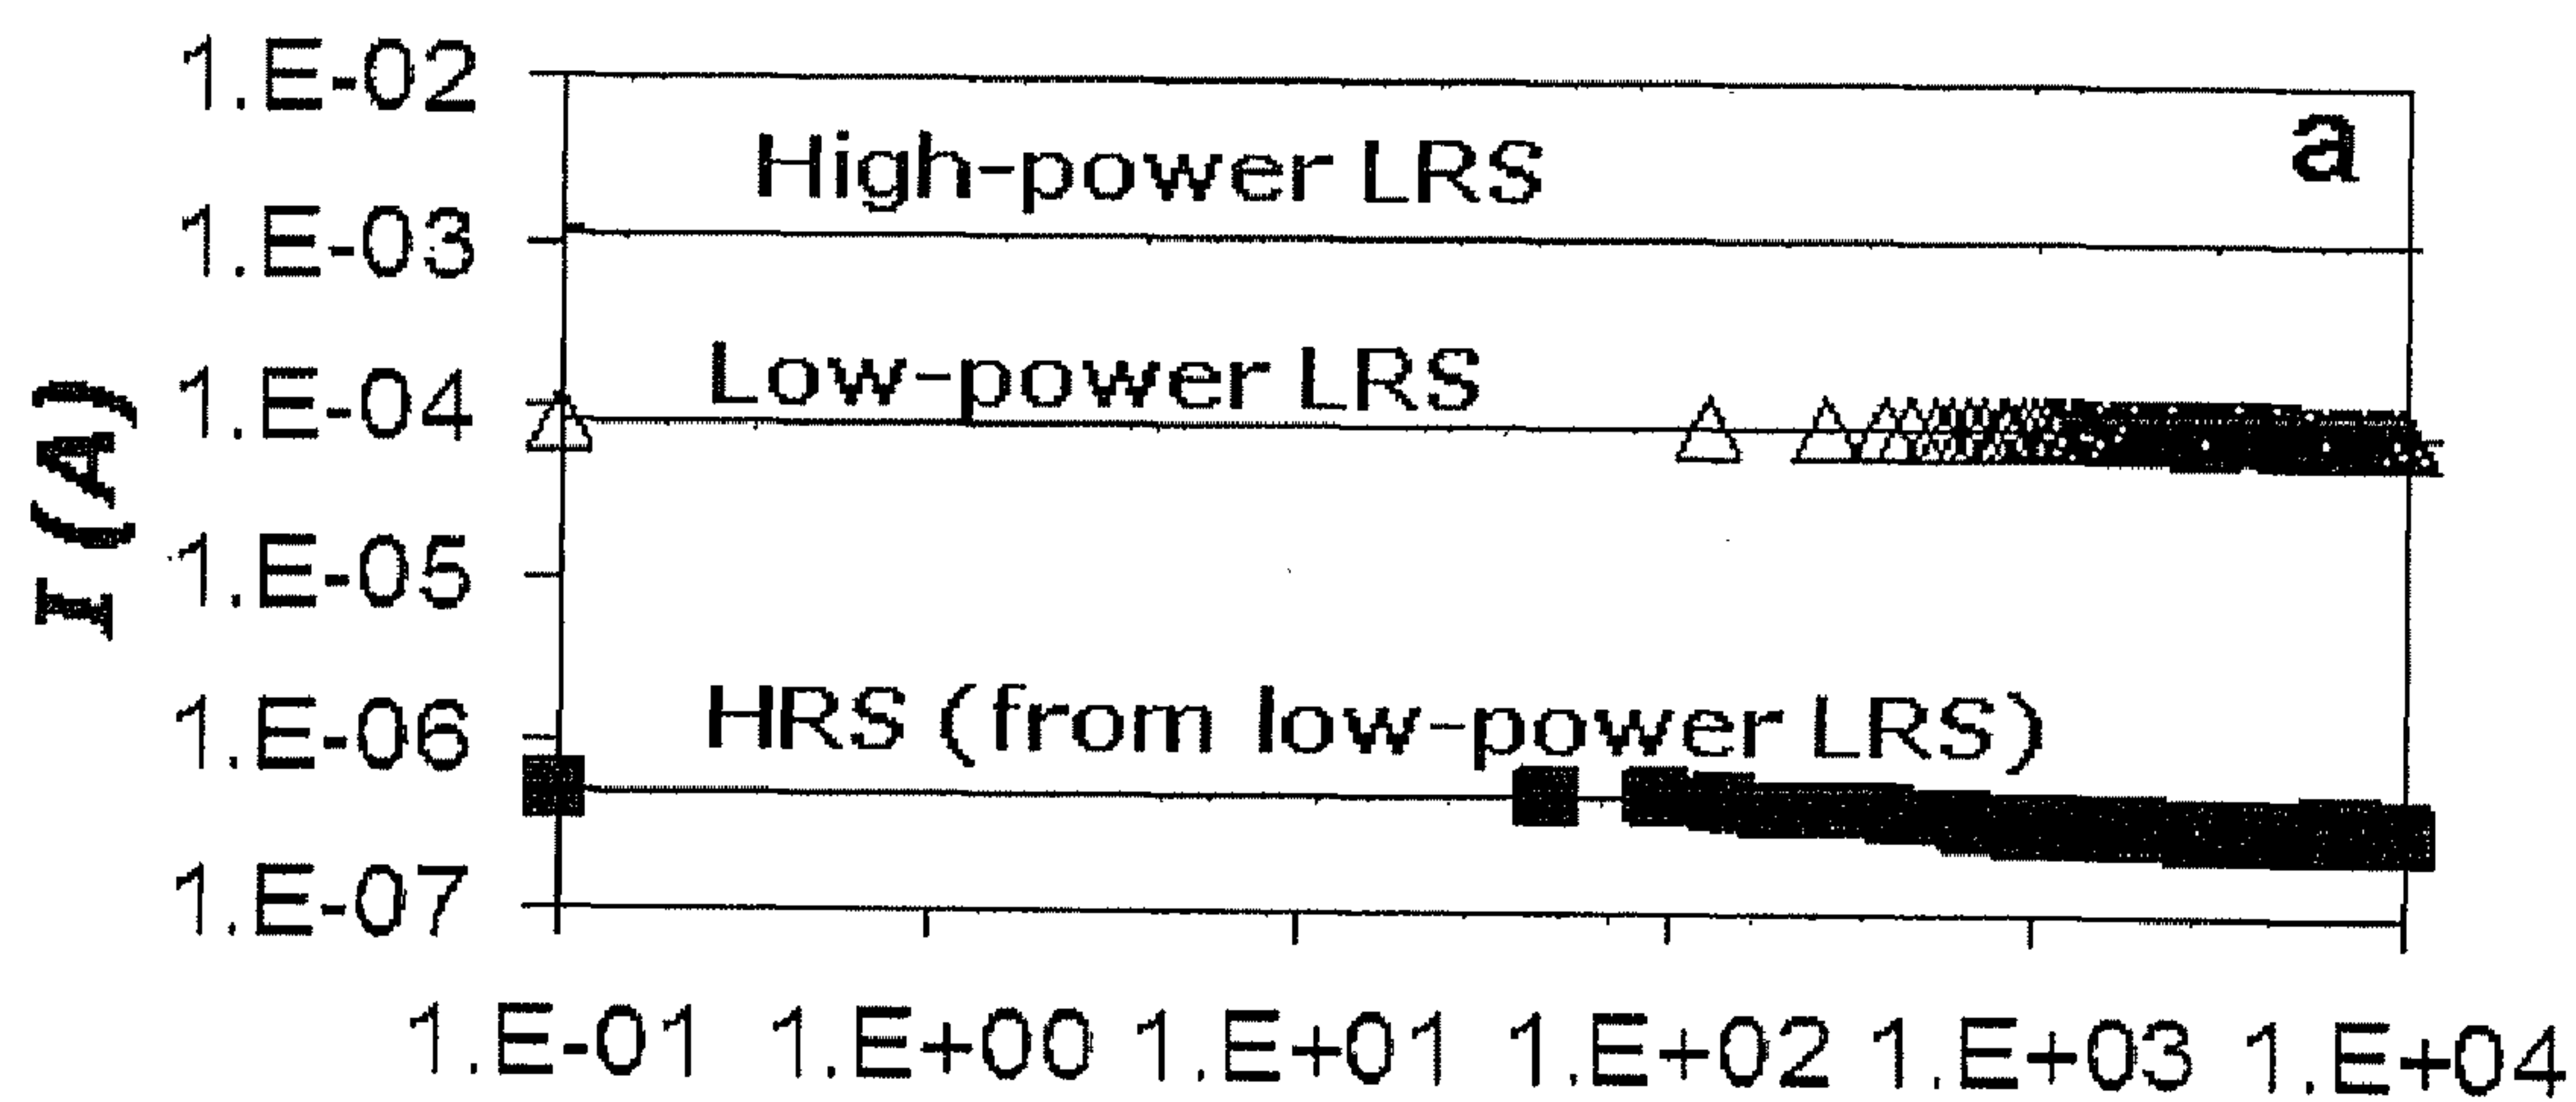 1.E-02
High-power LRS
a
1.E-03
Low-power LRS
1.E-04
I (A)
1.E-05
HRS (from low-power LRS)
1.E-06
1.E-07
1.E-01 1.E+00 1.E+01 1.E+02 1.E+03 1.E+04